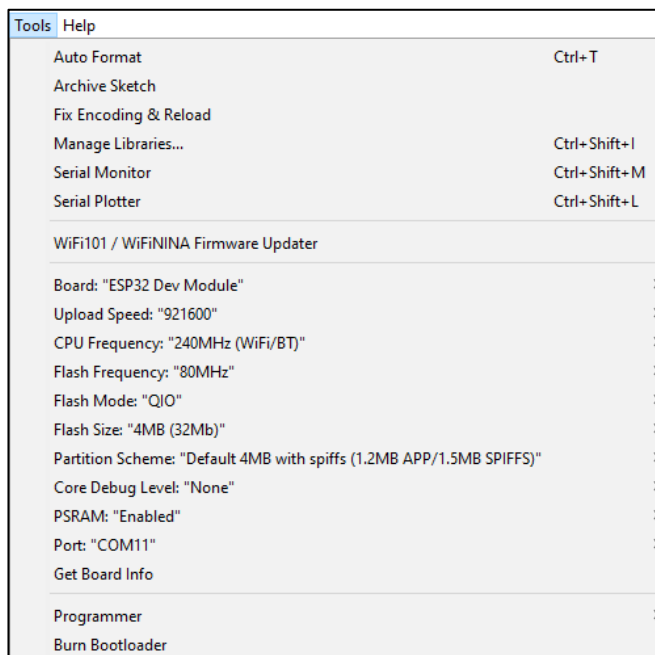 Tools Help
Auto Format Ctrl+T
Archive Sketch
Fix Encoding & Reload
Manage Libraries... Ctrl+Shift+I
Serial Monitor Ctrl+Shift+M
Serial Plotter Ctrl+Shift+L
WiFi101 / WiFiNINA Firmware Updater
Board: "ESP32 Dev Module"
Upload Speed: "921600"
CPU Frequency: "240MHz (WiFi/BT)"
Flash Frequency: "80MHz"
Flash Mode: "QIO"
Flash Size: "4MB (32Mb)"
Partition Scheme: "Default 4MB with spiffs (1.2MB APP/1.5MB SPIFFS)"
Core Debug Level: "None"
PSRAM: "Enabled"
Port: "COM11"
Get Board Info
Programmer
Burn Bootloader